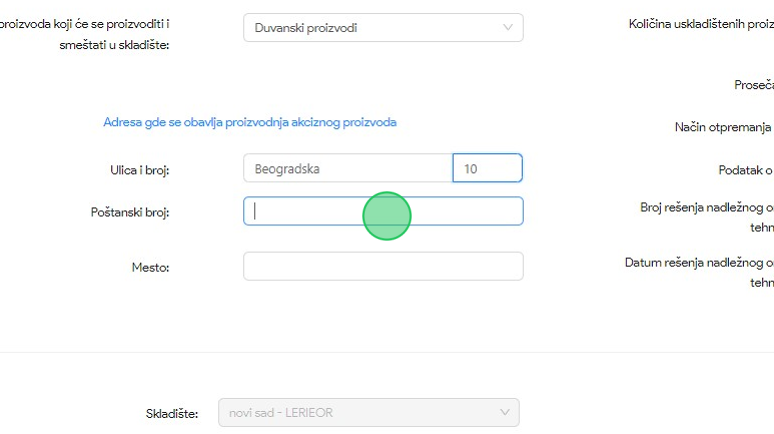 proizvoda koji će se proizvoditi i
smeštati u skladište:
Duvanski proizvodi
Količina uskladištenih proiz
Proseča
Adresa gde se obavlja proizvodnja akciznog proizvoda
Način otpremanja
Ulica i broj:
Beogradska
10
Podatak o
Poštanski broj:
Broj rešenja nadležnog o
tehn
Mesto:
Datum rešenja nadležnog o
tehn
Skladište:
novi sad - LERIEOR